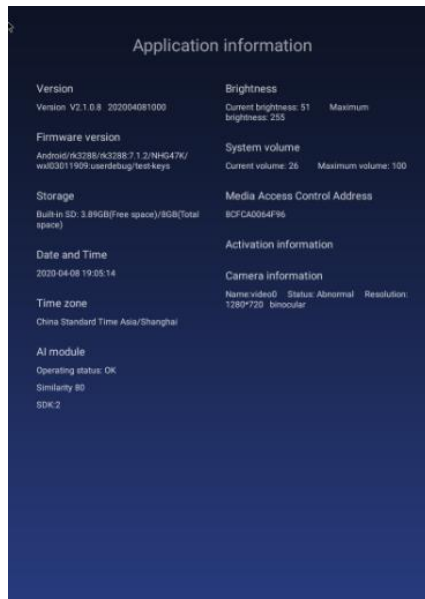 Application information
Version
Version V2.1.0.8 202004081000
Firmware version
Android/rk3288/rk3288:7.1.2/NHG47K/
wxl03011909:userdebug/test-keys
Storage
Built-in SD: 3.89GB(Free space)/8GB(Total
space)
Date and Time
2020-04-08 19:05:14
Time zone
China Standard Time Asia/Shanghai
AI module
Operating status: OK
Similarity 80
SDK:2
Brightness
Current brightness: 51 Maximum
brightness: 255
System volume
Current volume: 26 Maximum volume: 100
Media Access Control Address
8CFCA0064F96
Activation information
Camera information
Name:video0 Status: Abnormal Resolution:
1280*720 binocular